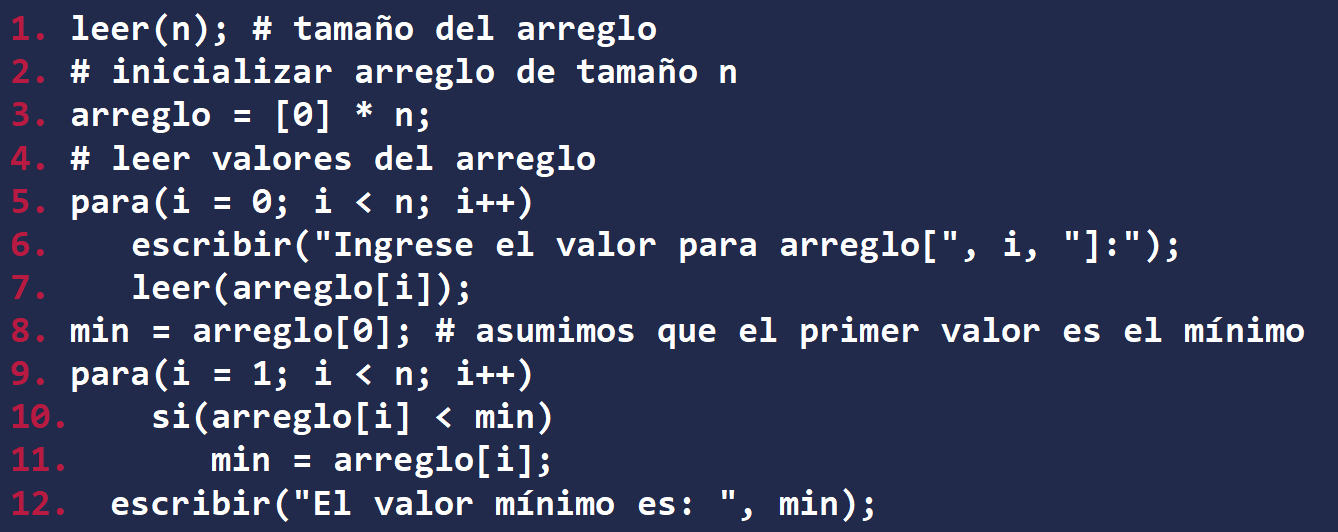 1. leer(n); # tamaño del arreglo
2. # inicializar arreglo de tamaño n
3. arreglo = [0] * n;
4. # leer valores del arreglo
5. para(i = 0; i < n; i++)
6.    escribir("Ingrese el valor para arreglo[", i, "]:");
7.    leer(arreglo[i]);
8. min = arreglo[0]; # asumimos que el primer valor es el mínimo
9. para(i = 1; i < n; i++)
10.    si(arreglo[i] < min)
11.       min = arreglo[i];
12.  escribir("El valor mínimo es: ", min);